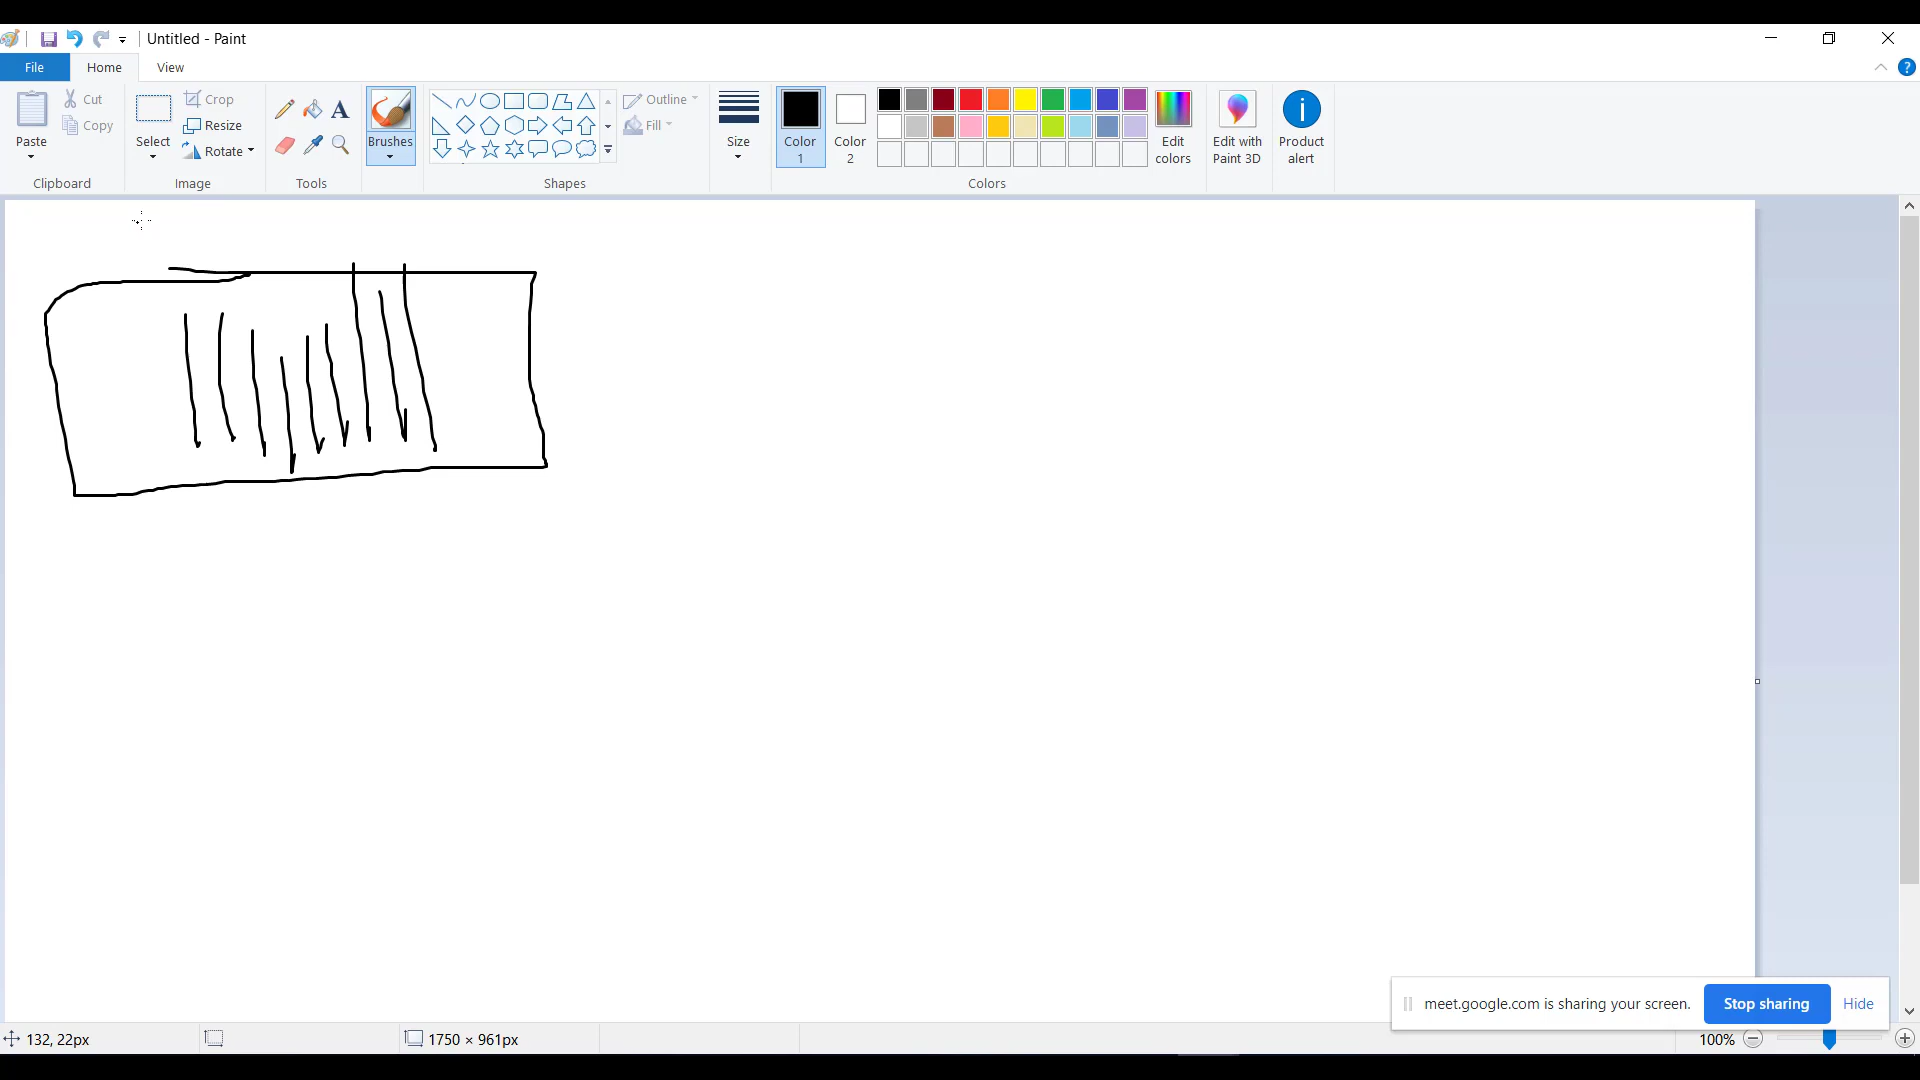 Untitled - Paint
File Home View
Paste
Clipboard
Cut
Copy
Select
Crop
Resize
Rotate
Image
A
Tools
Brushes
Outline
Fill
Shapes
Size
Color 1
Color 2
Edit colors
Colors
Edit with Paint 3D
Product alert
meet.google.com is sharing your screen. Stop sharing Hide
132, 22px 1750 × 961px 100%